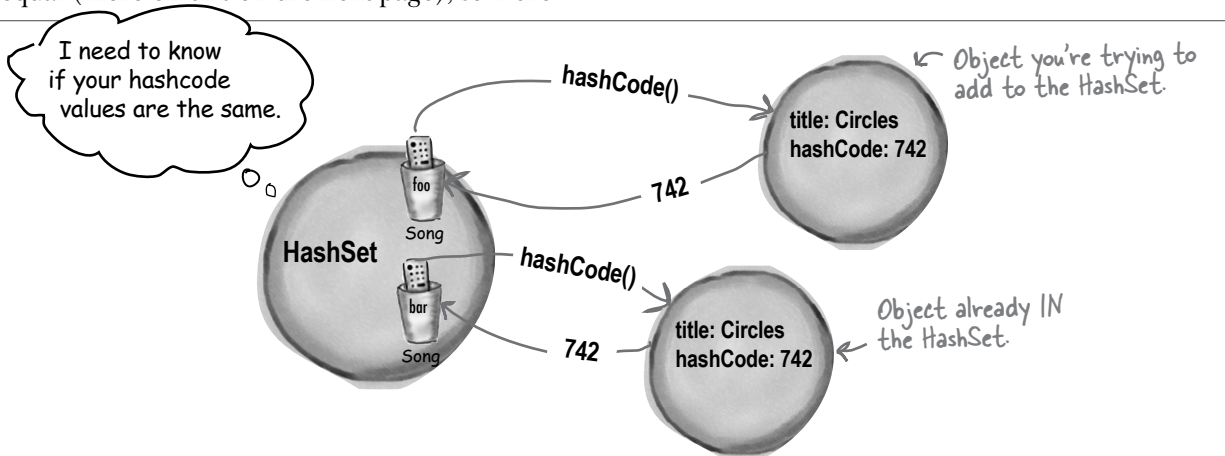 I need to know
if your hashcode
values are the same.
hashCode()
Object you're trying to
add to the HashSet.
title: Circles
hashCode: 742
foo
742
Song
HashSet
hashCode()
bar
Object already IN
the HashSet.
title: Circles
hashCode: 742
742
Song